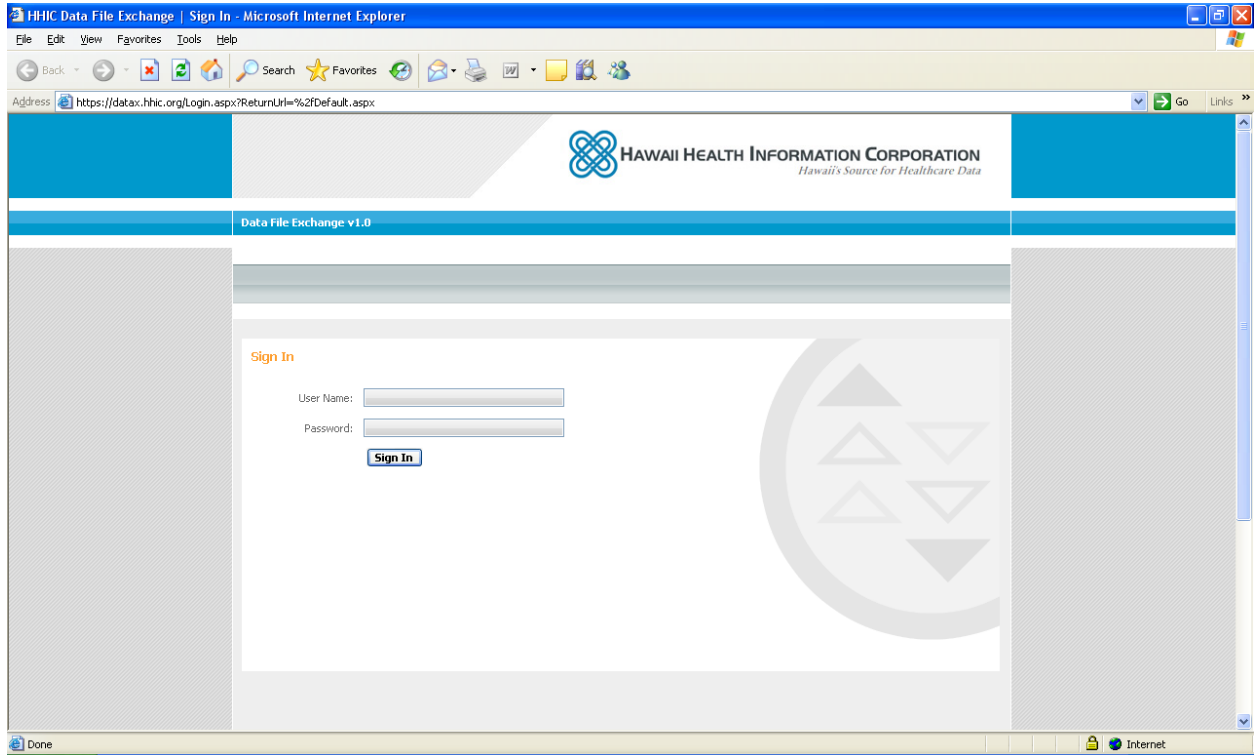 HHIC Data File Exchange | Sign In - Microsoft Internet Explorer
File Edit View Favorites Tools Help
Back Search Favorites
Address https://datax.hhic.org/Login.aspx?ReturnUrl=%2fDefault.aspx Go Links »
HAWAII HEALTH INFORMATION CORPORATION
Hawaii's Source for Healthcare Data
Data File Exchange v1.0
Sign In
User Name:
Password:
Sign In
Done Internet